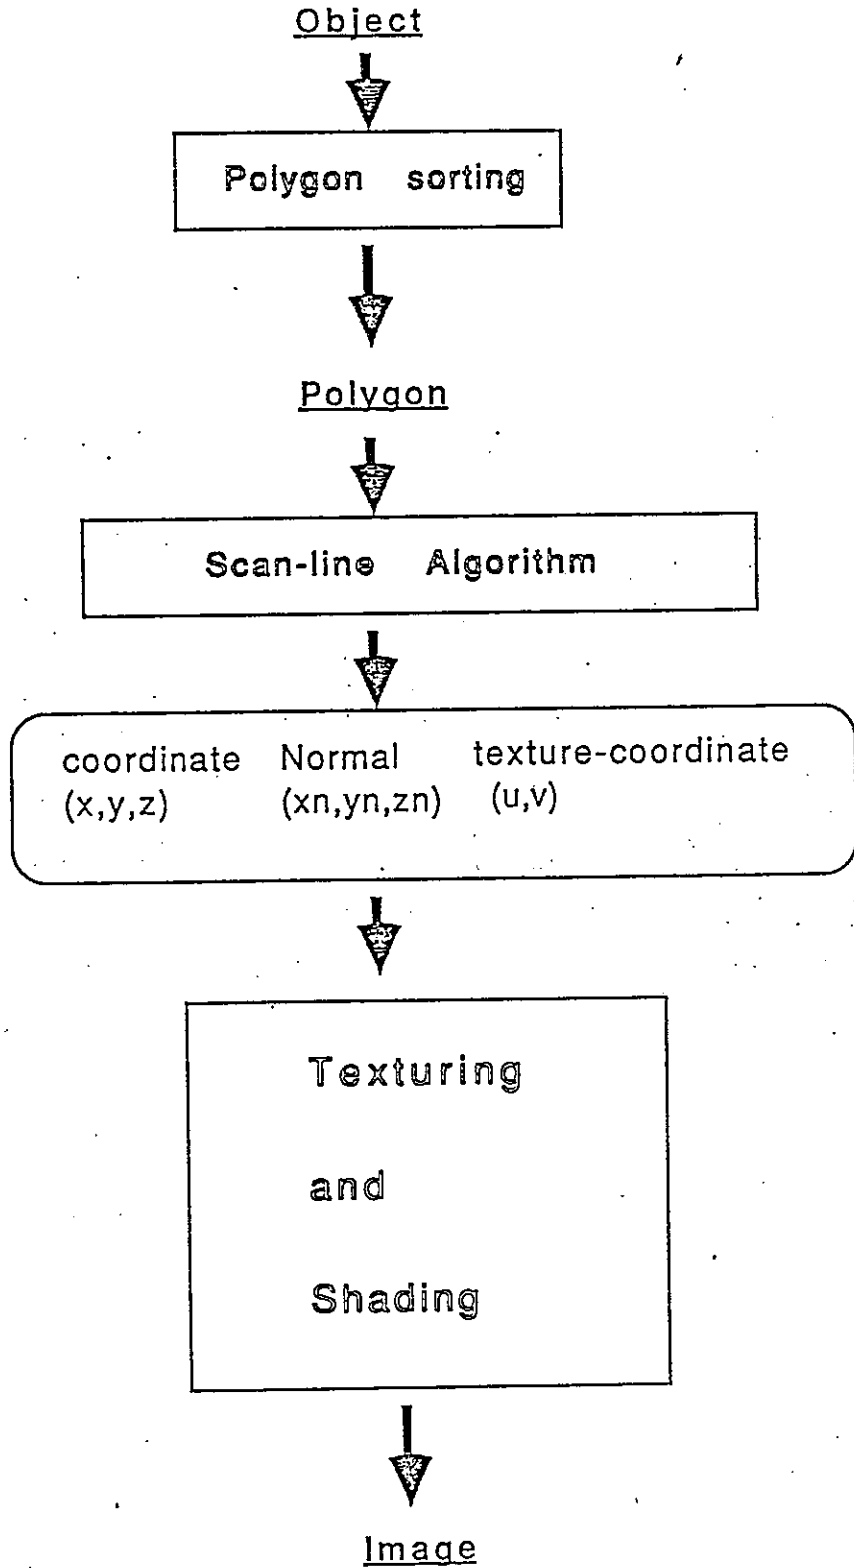 Object
Polygon sorting
Polygon
Scan-line Algorithm
coordinate Normal texture-coordinate
(x,y,z) (xn,yn,zn) (u,v)
Texturing
and
Shading
Image